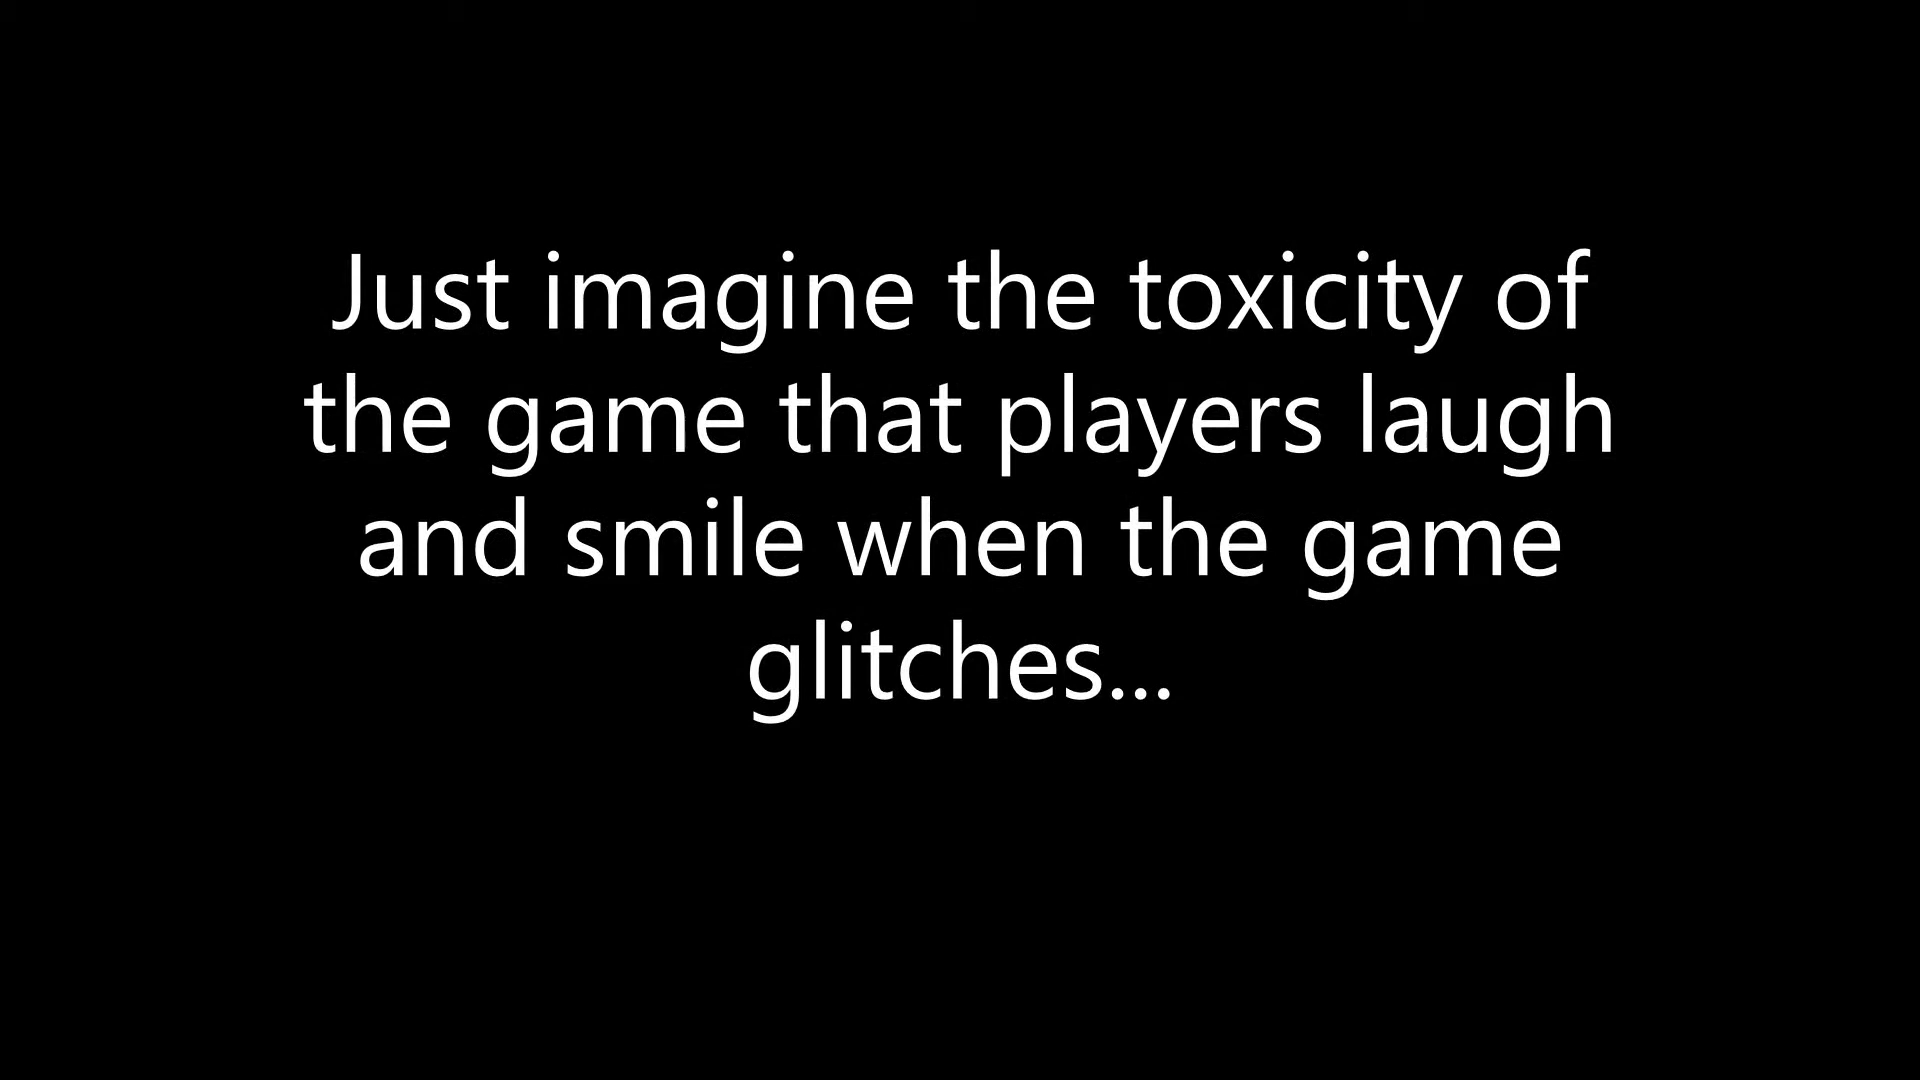 Just imagine the toxicity of
the game that players laugh
and smile when the game
glitches...